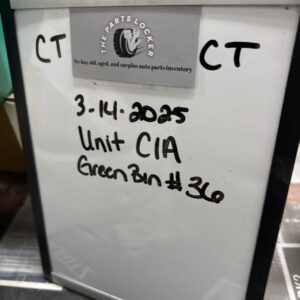 CT THE PARTS LOCKER CT
We buy old, aged, and surplus auto parts inventory
3-14-2025
Unit C1A
Green Bin #36